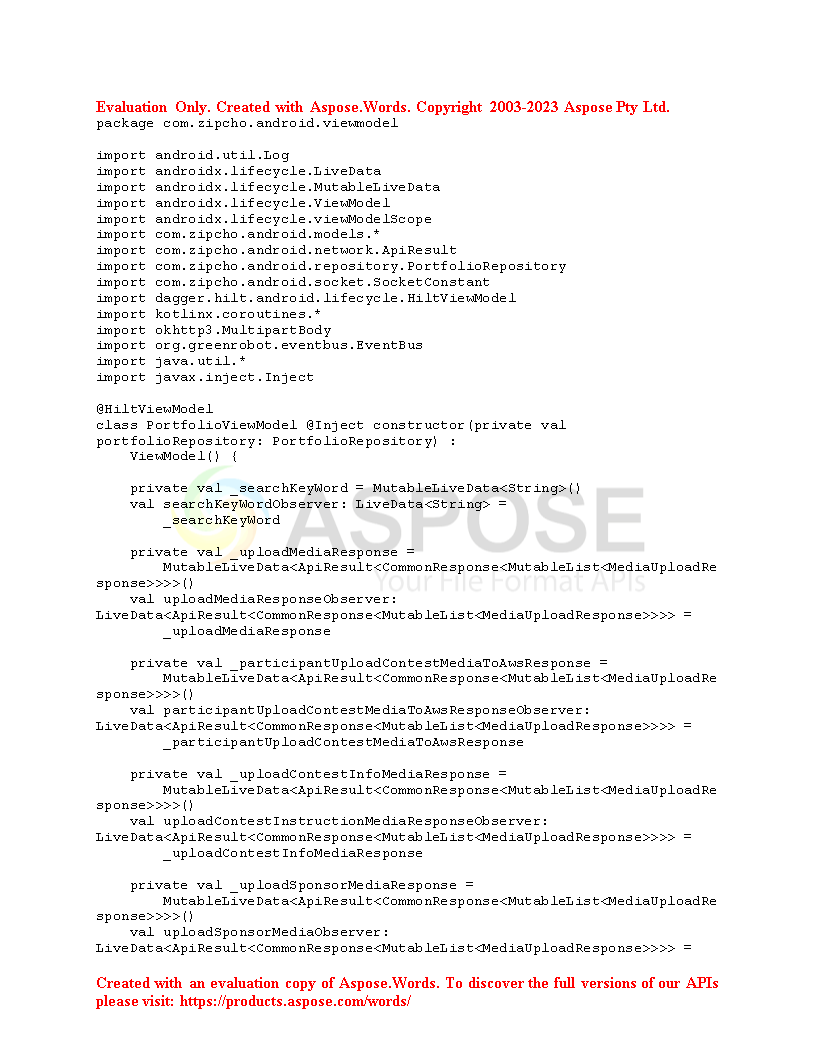 Evaluation Only. Created with Aspose.Words. Copyright 2003-2023 Aspose Pty Ltd.
package com.zipcho.android.viewmodel
import android.util.Log
import androidx.lifecycle.LiveData
import androidx.lifecycle.MutableLiveData
import androidx.lifecycle.ViewModel
import androidx.lifecycle.viewModelScope
import com.zipcho.android.models.*
import com.zipcho.android.network.ApiResult
import com.zipcho.android.repository.PortfolioRepository
import com.zipcho.android.socket.SocketConstant
import dagger.hilt.android.lifecycle.HiltViewModel
import kotlinx.coroutines.*
import okhttp3.MultipartBody
import org.greenrobot.eventbus.EventBus
import java.util.*
import javax.inject.Inject
@HiltViewModel
class PortfolioViewModel @Inject constructor(private val
portfolioRepository: PortfolioRepository) :
ViewModel() {
private val _searchKeyWord = MutableLiveData<String>()
val searchKeyWordObserver: LiveData<String> =
_searchKeyWord
ASPOSE
Your File Format APIs
private val _uploadMediaResponse =
MutableLiveData<ApiResult<CommonResponse<MutableList<MediaUploadRe
sponse>>>>()
val uploadMediaResponseObserver:
LiveData<ApiResult<CommonResponse<MutableList<MediaUploadResponse>>>> =
_uploadMediaResponse
private val _participantUploadContestMediaToAwsResponse =
MutableLiveData<ApiResult<CommonResponse<MutableList<MediaUploadRe
sponse>>>>()
val participantUploadContestMediaToAwsResponseObserver:
LiveData<ApiResult<CommonResponse<MutableList<MediaUploadResponse>>>> =
_participantUploadContestMediaToAwsResponse
private val _uploadContestInfoMediaResponse =
MutableLiveData<ApiResult<CommonResponse<MutableList<MediaUploadRe
sponse>>>>()
val uploadContestInstructionMediaResponseObserver:
LiveData<ApiResult<CommonResponse<MutableList<MediaUploadResponse>>>> =
_uploadContestInfoMediaResponse
private val _uploadSponsorMediaResponse =
MutableLiveData<ApiResult<CommonResponse<MutableList<MediaUploadRe
sponse>>>>()
val uploadSponsorMediaObserver:
LiveData<ApiResult<CommonResponse<MutableList<MediaUploadResponse>>>> =
Created with an evaluation copy of Aspose.Words. To discover the full versions of our APIs
please visit: https://products.aspose.com/words/